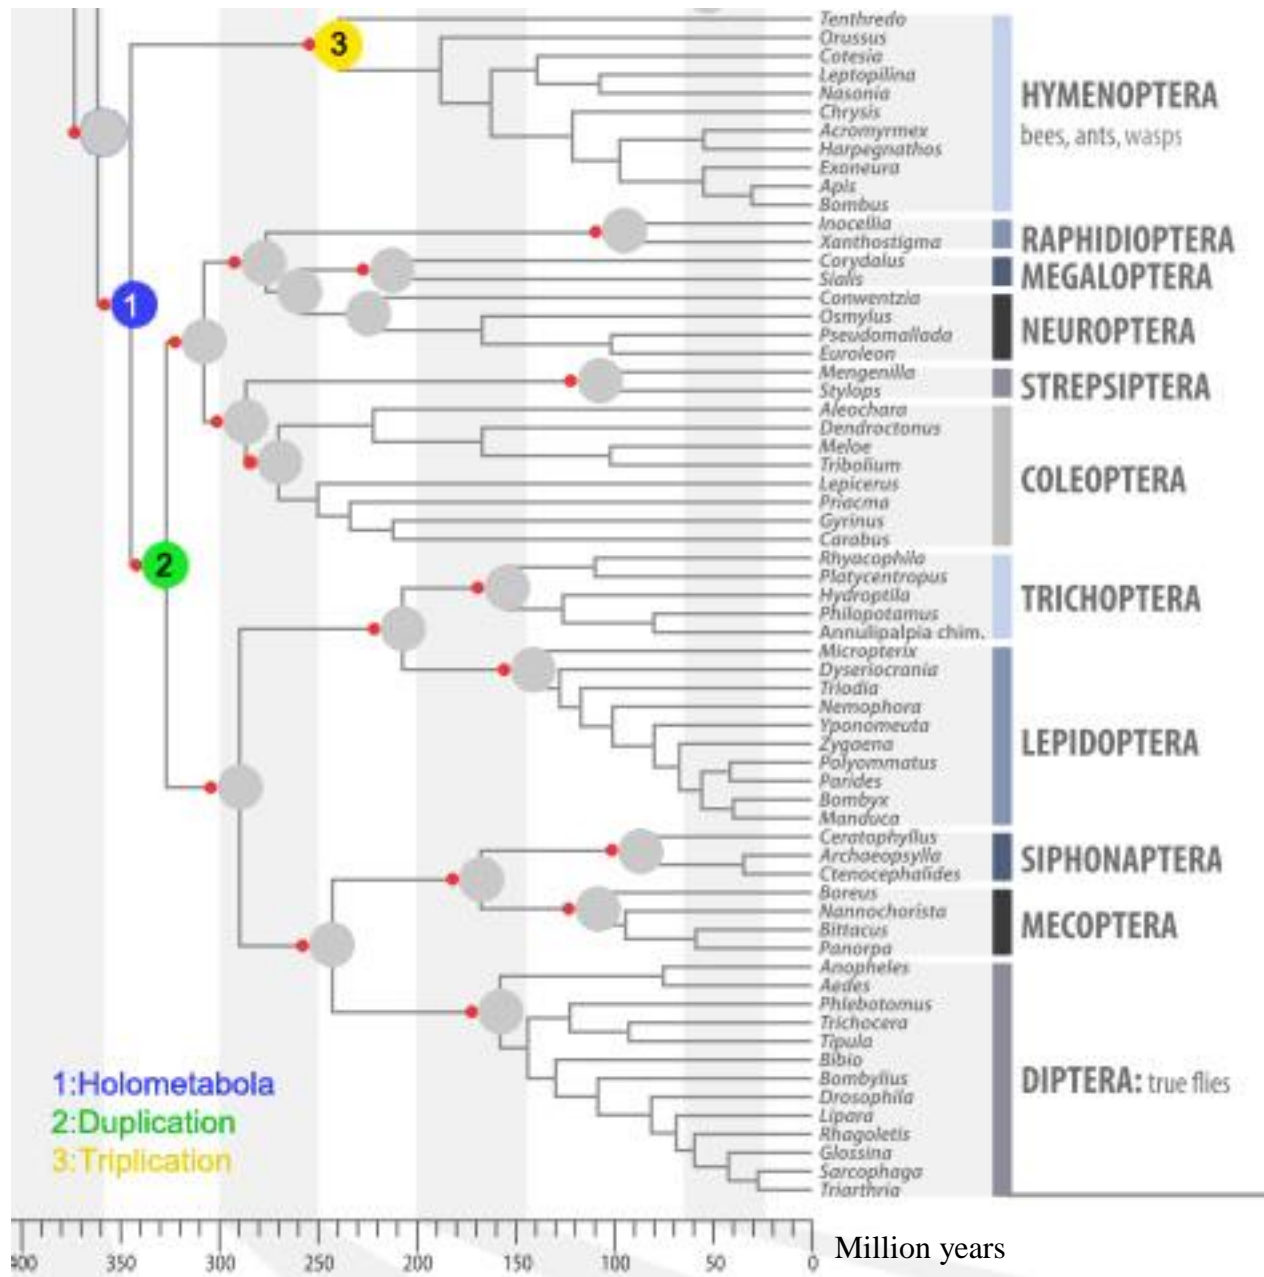 Tenthredo
Orussus
Cotesia
Leptopilina
Nasonia
Chrysis
Acromyrmex
Harpegnathos
Exoneura
Apis
Bombus
HYMENOPTERA
bees, ants, wasps
3
Inocellia
Xanthostigma
RAPHIDIOPTERA
Corydalus
Sialis
MEGALOPTERA
1
Conwentzia
Osmylus
Pseudomallada
Euroleon
NEUROPTERA
Mengenilla
Stylops
STREPSIPTERA
Aleochara
Dendroctonus
Meloe
Tribolium
Lepicerus
Priacma
Gyrinus
Carabus
COLEOPTERA
2
Rhyacophila
Platycentropus
Hydroptila
Philopotamus
Annulipalpia chim.
TRICHOPTERA
Micropterix
Dyseriocrania
Triodia
Nemophora
Yponomeuta
Zygaena
Polyommatus
Parides
Bombyx
Manduca
LEPIDOPTERA
Ceratophyllus
Archaeopsylla
Ctenocephalides
SIPHONAPTERA
Boreus
Nannochorista
Bittacus
Panorpa
MECOPTERA
Anopheles
Aedes
Phlebotomus
Trichocera
Tipula
Bibio
Bombylius
Drosophila
Lipara
Rhagoletis
Glossina
Sarcophaga
Triarthria
DIPTERA: true flies
1:Holometabola
2:Duplication
3:Triplication
400 350 300 250 200 150 100 50 0
Million years